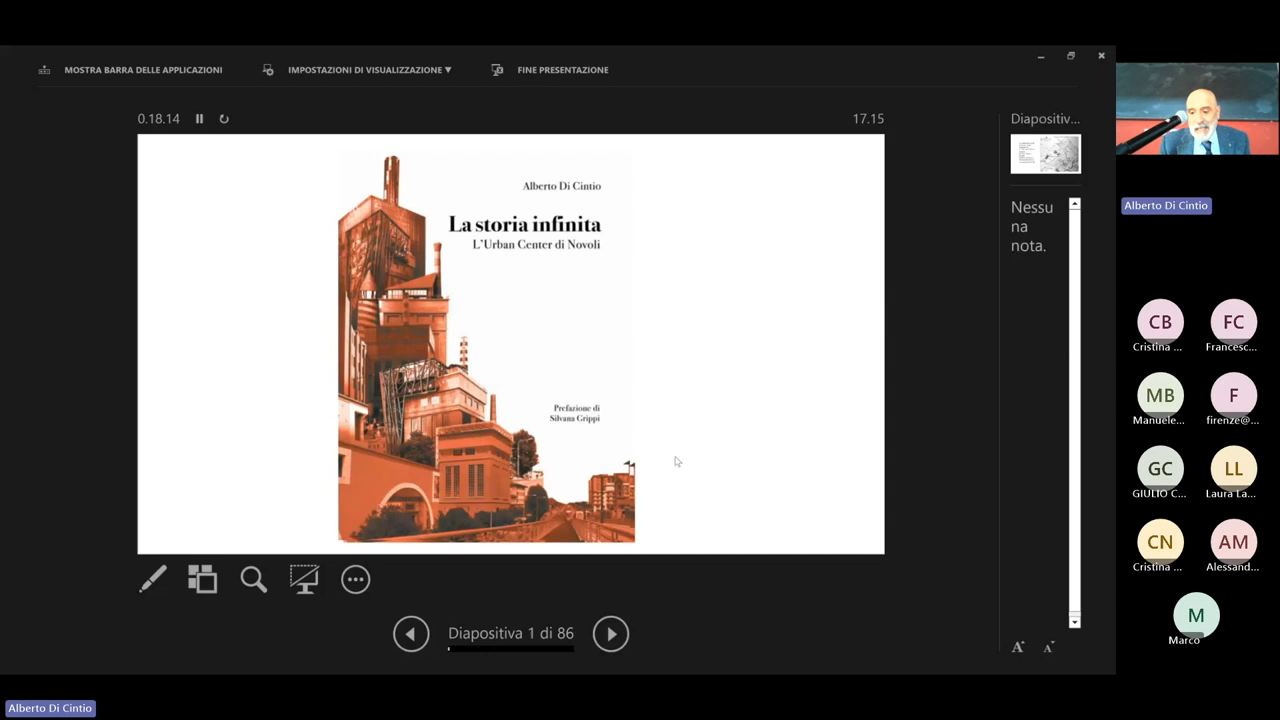 MOSTRA BARRA DELLE APPLICAZIONI
IMPOSTAZIONI DI VISUALIZZAZIONE ▼
FINE PRESENTAZIONE
0.18.14
17.15
Alberto Di Cintio
La storia infinita
L'Urban Center di Novoli
Prefazione di
Silvana Grippi
Diapositiva 1 di 86
Diapositiv...
Nessu
na
nota.
A
A
Alberto Di Cintio
CB
Cristina ...
FC
Francesc...
MB
Manuele...
F
firenze@...
GC
GIULIO C...
LL
Laura La...
CN
Cristina ...
AM
Alessand...
M
Marco
Alberto Di Cintio